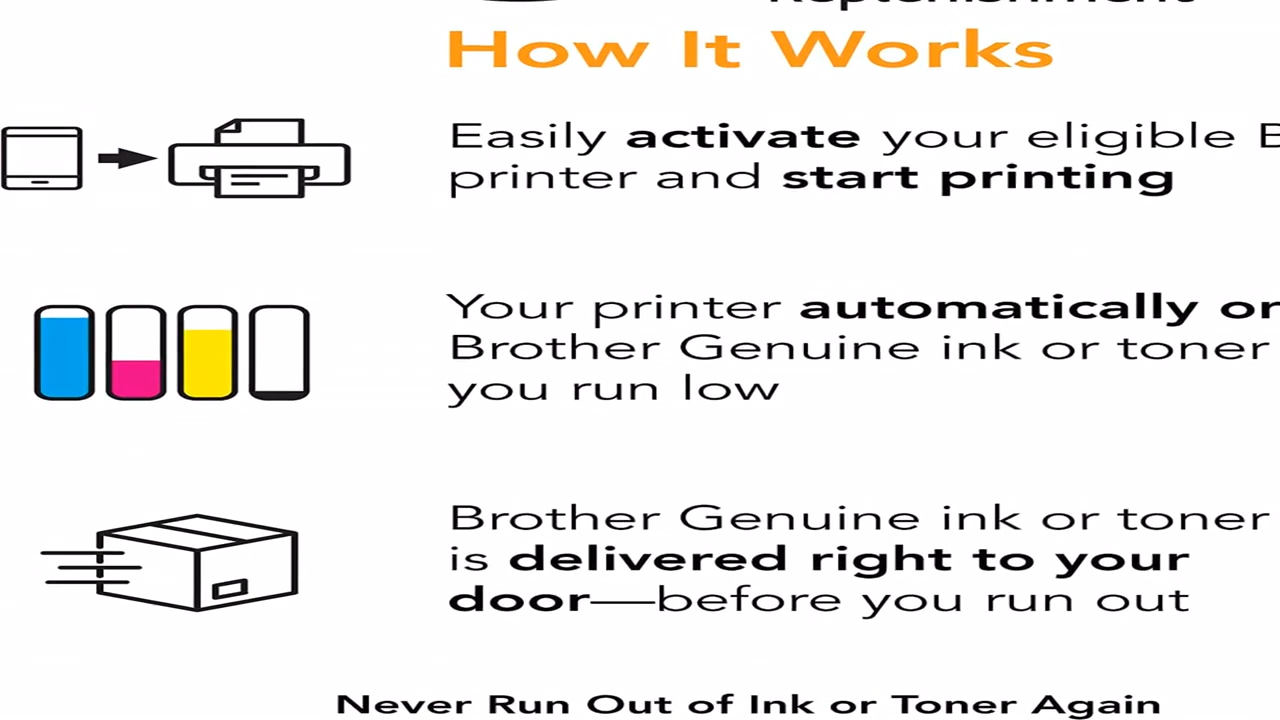 Replenishment
How It Works
Easily activate your eligible B
printer and start printing
Your printer automatically or
Brother Genuine ink or toner
you run low
Brother Genuine ink or toner
is delivered right to your
door—before you run out
Never Run Out of Ink or Toner Again